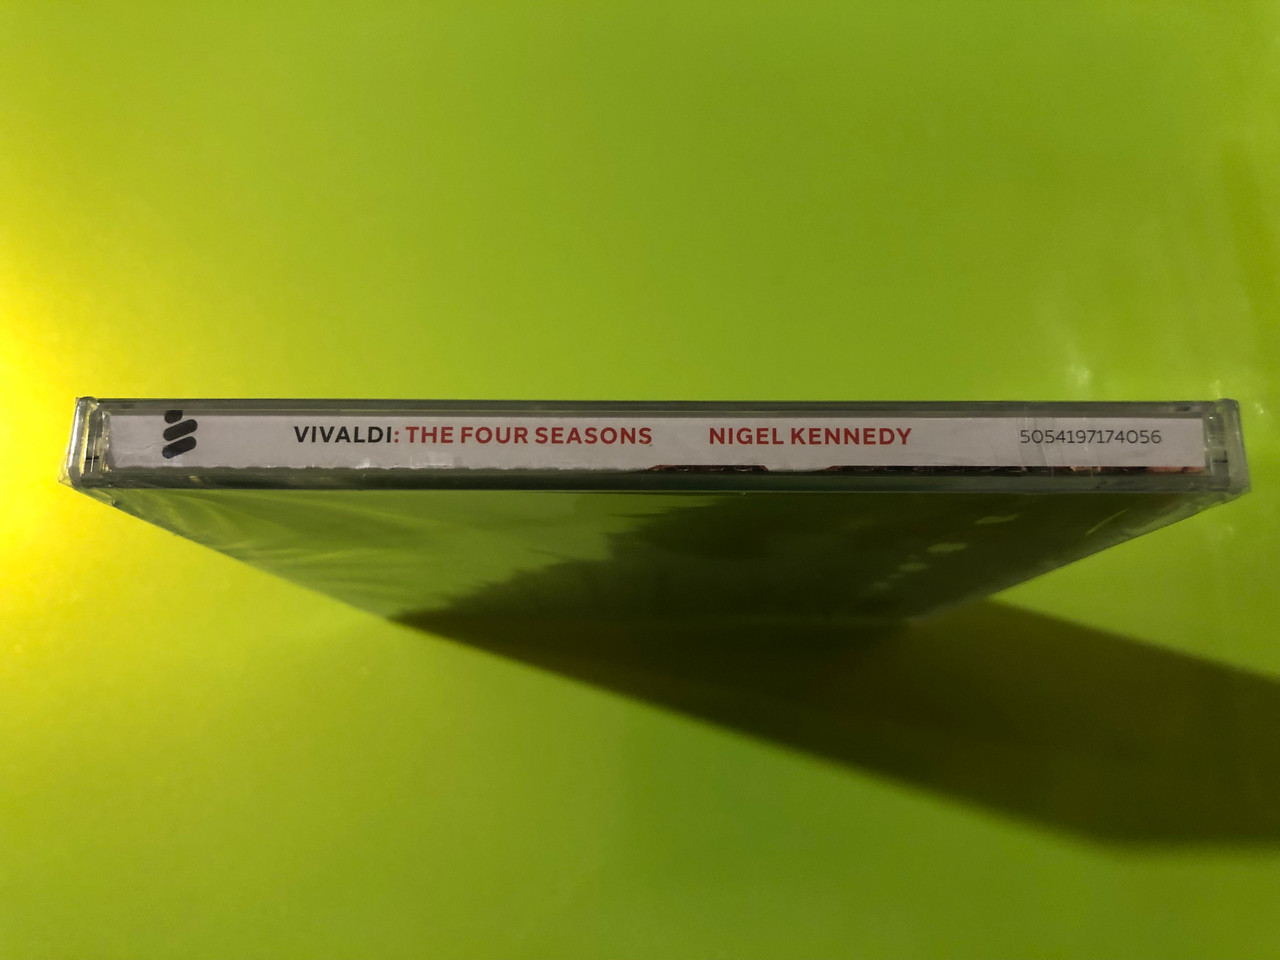 VIVALDI: THE FOUR SEASONS NIGEL KENNEDY 5054197174056